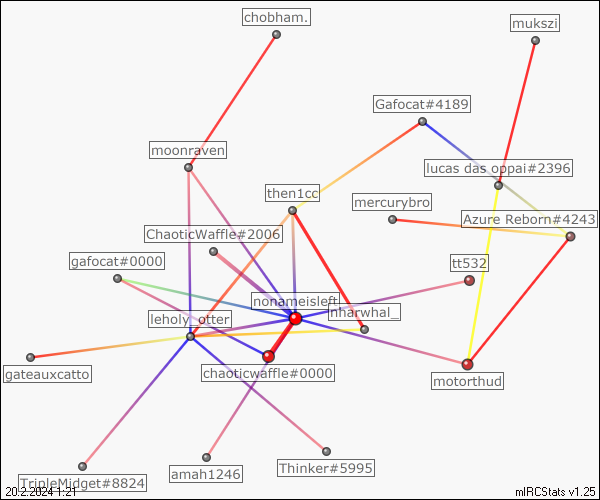 chobham.
mukszi
Gafocat#4189
moonraven
lucas das oppai#2396
then1cc
mercurybro
Azure Reborn#4243
ChaoticWaffle#2006
gafocat#0000
tt532
nonameisleft
nharwhal_
leholy_otter
gateauxcatto
chaoticwaffle#0000
motorthud
TripleMidget#8824
amah1246
Thinker#5995
20.2.2024 1:21
mIRCStats v1.25